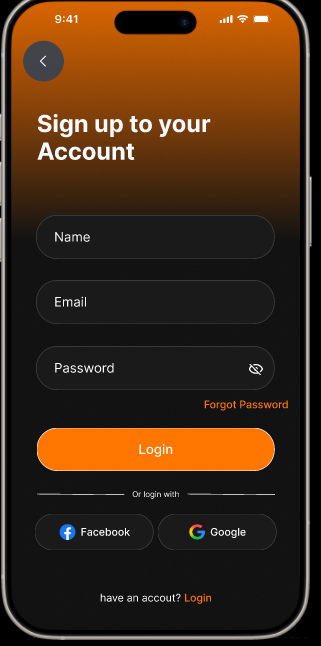 9:41
Sign up to your
Account
Name
Email
Password
Forgot Password
Login
Or login with
Facebook
Google
have an accout? Login